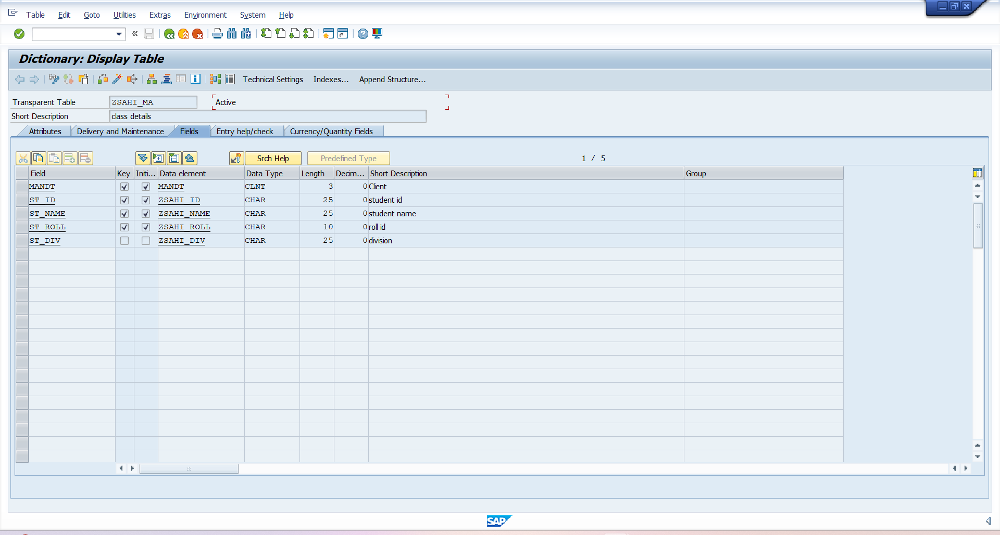 Table Edit Goto Utilities Extras Environment System Help
Dictionary: Display Table
Technical Settings Indexes... Append Structure...
Transparent Table ZSAHI_MA Active
Short Description class details
Attributes Delivery and Maintenance Fields Entry help/check Currency/Quantity Fields
Srch Help Predefined Type 1 / 5
Field Key Initi... Data element Data Type Length Decim... Short Description Group
MANDT MANDT CLNT 3 0 Client
ST_ID ZSAHI_ID CHAR 25 0 student id
ST_NAME ZSAHI_NAME CHAR 25 0 student name
ST_ROLL ZSAHI_ROLL CHAR 10 0 roll id
ST_DIV ZSAHI_DIV CHAR 25 0 division
SAP